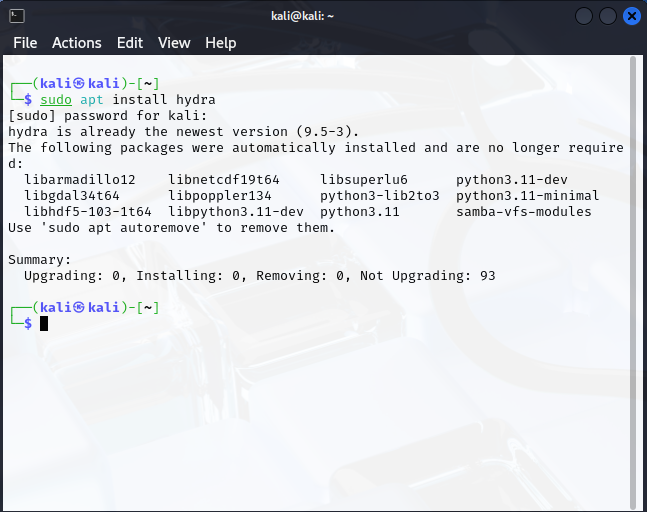 kali@kali: ~
File Actions Edit View Help
┌──(kali㉿kali)-[~]
└─$ sudo apt install hydra
[sudo] password for kali:
hydra is already the newest version (9.5-3).
The following packages were automatically installed and are no longer require
d:
  libarmadillo12    libnetcdf19t64     libsuperlu6      python3.11-dev
  libgdal34t64      libpoppler134      python3-lib2to3  python3.11-minimal
  libhdf5-103-1t64  libpython3.11-dev  python3.11       samba-vfs-modules
Use 'sudo apt autoremove' to remove them.
Summary:
  Upgrading: 0, Installing: 0, Removing: 0, Not Upgrading: 93
┌──(kali㉿kali)-[~]
└─$